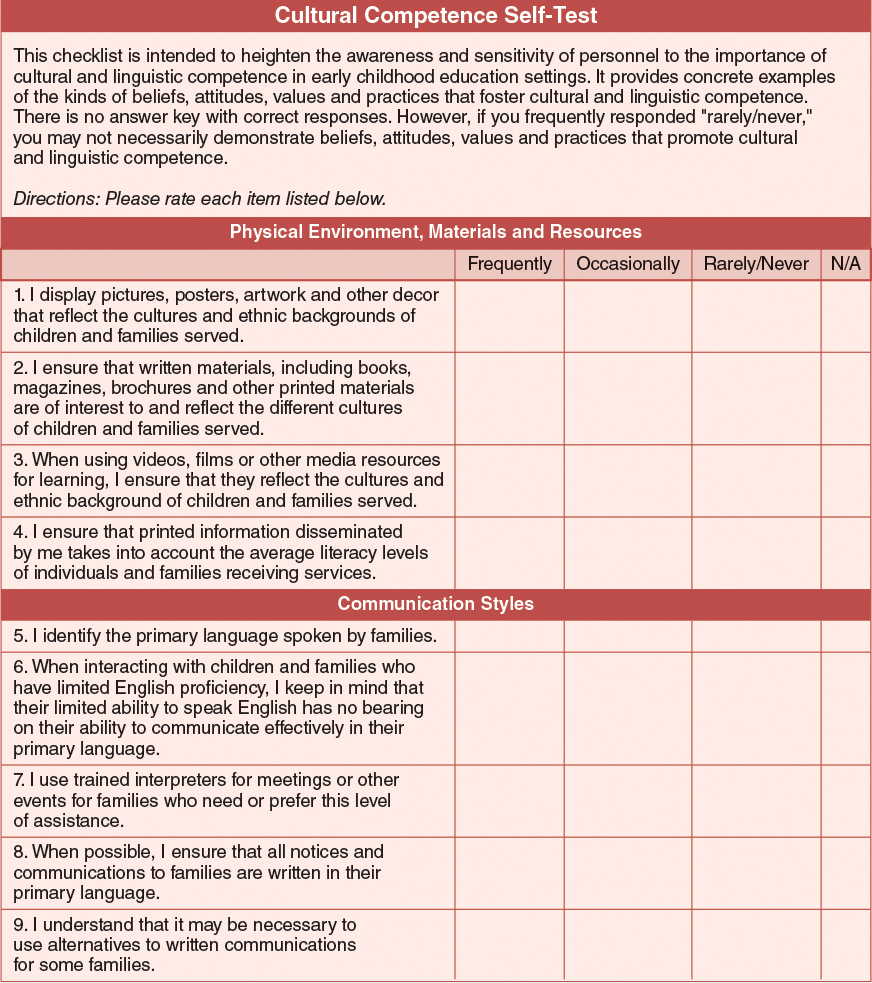 Cultural Competence Self-Test
This checklist is intended to heighten the awareness and sensitivity of personnel to the importance of
cultural and linguistic competence in early childhood education settings. It provides concrete examples
of the kinds of beliefs, attitudes, values and practices that foster cultural and linguistic competence.
There is no answer key with correct responses. However, if you frequently responded "rarely/never,"
you may not necessarily demonstrate beliefs, attitudes, values and practices that promote cultural
and linguistic competence.
Directions: Please rate each item listed below.
Physical Environment, Materials and Resources
Frequently Occasionally Rarely/Never N/A
1. I display pictures, posters, artwork and other decor
that reflect the cultures and ethnic backgrounds of
children and families served.
2. I ensure that written materials, including books,
magazines, brochures and other printed materials
are of interest to and reflect the different cultures
of children and families served.
3. When using videos, films or other media resources
for learning, I ensure that they reflect the cultures and
ethnic background of children and families served.
4. I ensure that printed information disseminated
by me takes into account the average literacy levels
of individuals and families receiving services.
Communication Styles
5. I identify the primary language spoken by families.
6. When interacting with children and families who
have limited English proficiency, I keep in mind that
their limited ability to speak English has no bearing
on their ability to communicate effectively in their
primary language.
7. I use trained interpreters for meetings or other
events for families who need or prefer this level
of assistance.
8. When possible, I ensure that all notices and
communications to families are written in their
primary language.
9. I understand that it may be necessary to
use alternatives to written communications
for some families.